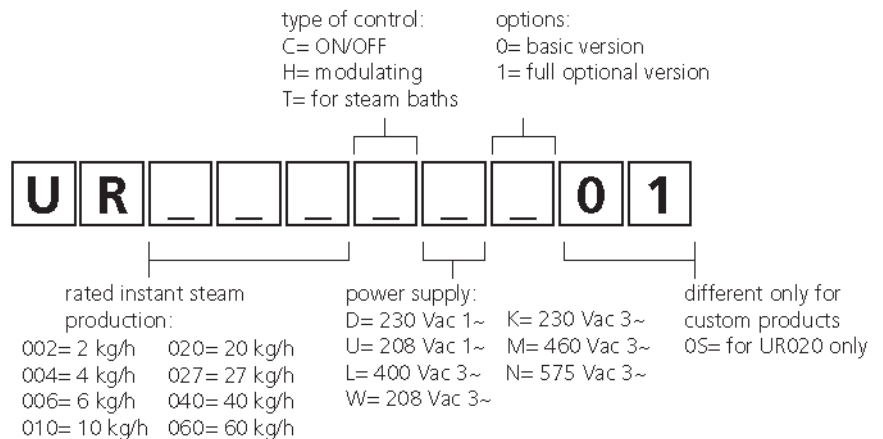 type of control:
C= ON/OFF
H= modulating
T= for steam baths
options:
0= basic version
1= full optional version
U R _ _ _ _ _ _ 0 1
rated instant steam
production:
002= 2 kg/h 020= 20 kg/h
004= 4 kg/h 027= 27 kg/h
006= 6 kg/h 040= 40 kg/h
010= 10 kg/h 060= 60 kg/h
power supply:
D= 230 Vac 1~ K= 230 Vac 3~
U= 208 Vac 1~ M= 460 Vac 3~
L= 400 Vac 3~ N= 575 Vac 3~
W= 208 Vac 3~
different only for
custom products
0S= for UR020 only